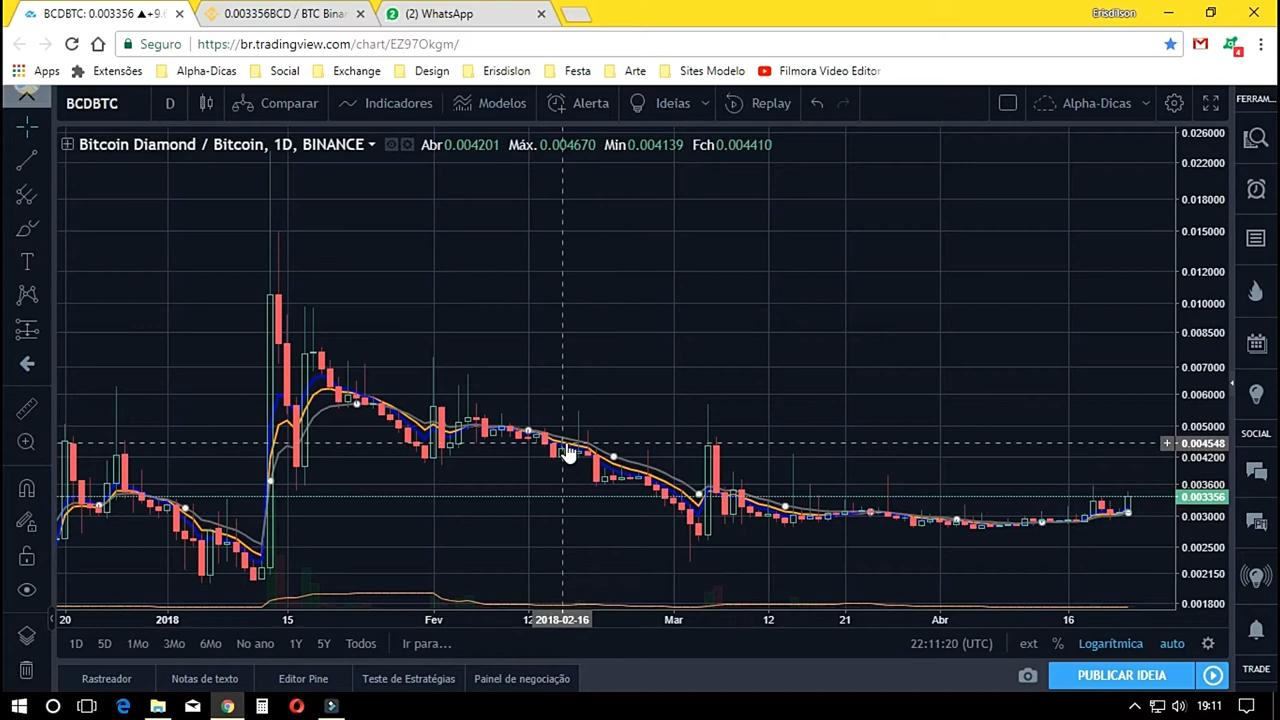 BCDBTC: 0.003356 ▲+9.
0.003356BCD / BTC Binan
(2) WhatsApp
Erisdilson
Seguro
https://br.tradingview.com/chart/EZ97Okgm/
4
Apps
Extensões
Alpha-Dicas
Social
Exchange
Design
Erisdislon
Festa
Arte
Sites Modelo
Filmora Video Editor
BCDBTC
D
Comparar
Indicadores
Modelos
Alerta
Ideias
Replay
Alpha-Dicas
FERRAM.
Bitcoin Diamond / Bitcoin, 1D, BINANCE
Abr 0.004201 Máx. 0.004670 Min 0.004139 Fch 0.004410
0.026000
0.022000
0.018000
0.015000
0.012000
0.010000
0.008500
0.007000
0.006000
0.005000
0.004548
0.004200
0.003600
0.003356
0.003000
0.002500
0.002150
0.001800
SOCIAL
20
2018
15
Fev
12
2018-02-16
Mar
12
21
Abr
16
1D
5D
1Mo
3Mo
6Mo
No ano
1Y
5Y
Todos
Ir para...
22:11:20 (UTC)
ext
%
Logarítmica
auto
Rastreador
Notas de texto
Editor Pine
Teste de Estratégias
Painel de negociação
PUBLICAR IDEIA
TRADE
19:11